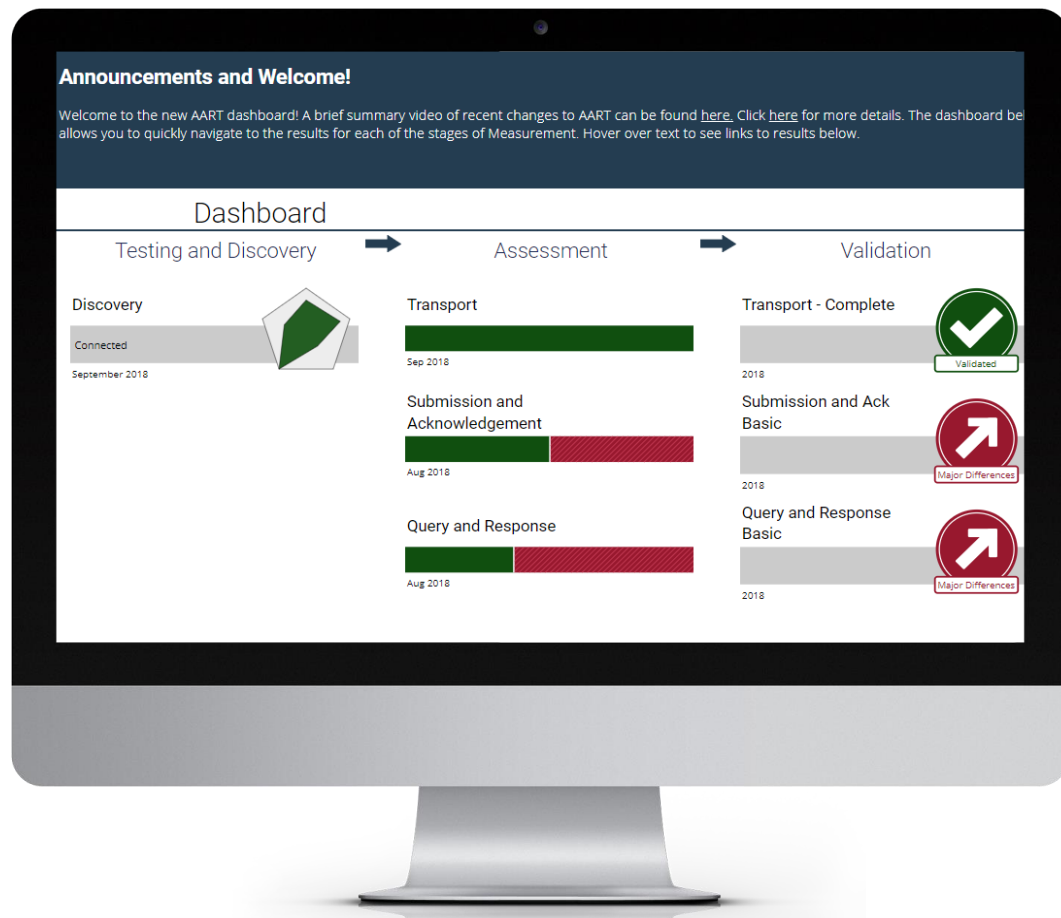 Announcements and Welcome!
Welcome to the new AART dashboard! A brief summary video of recent changes to AART can be found here. Click here for more details. The dashboard
allows you to quickly navigate to the results for each of the stages of Measurement. Hover over text to see links to results below.
Dashboard
Testing and Discovery
Assessment
Validation
Discovery
Connected
September 2018
Transport
Sep 2018
Submission and
Acknowledgement
Aug 2018
Query and Response
Aug 2018
Transport - Complete
Validated
2018
Submission and Ack
Basic
Major Differences
2018
Query and Response
Basic
Major Differences
2018